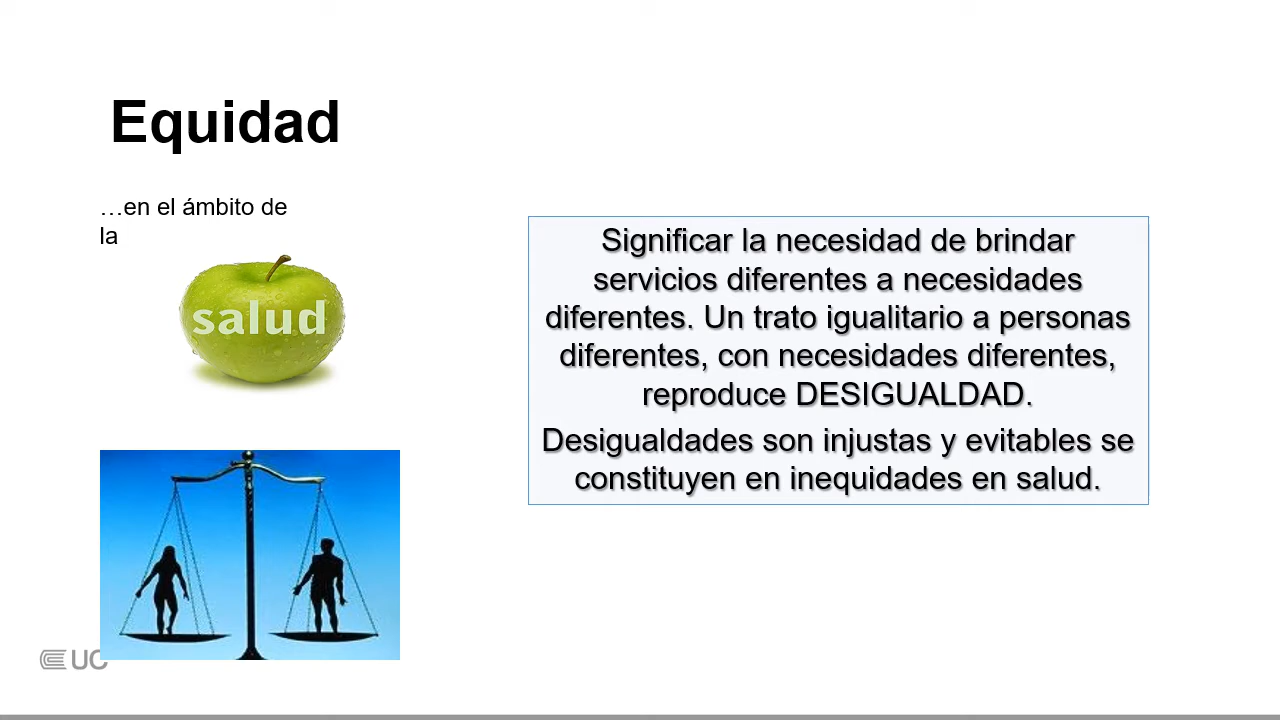 Equidad
…en el ámbito de
la
salud
Significar la necesidad de brindar
servicios diferentes a necesidades
diferentes. Un trato igualitario a personas
diferentes, con necesidades diferentes,
reproduce DESIGUALDAD.
Desigualdades son injustas y evitables se
constituyen en inequidades en salud.
UC